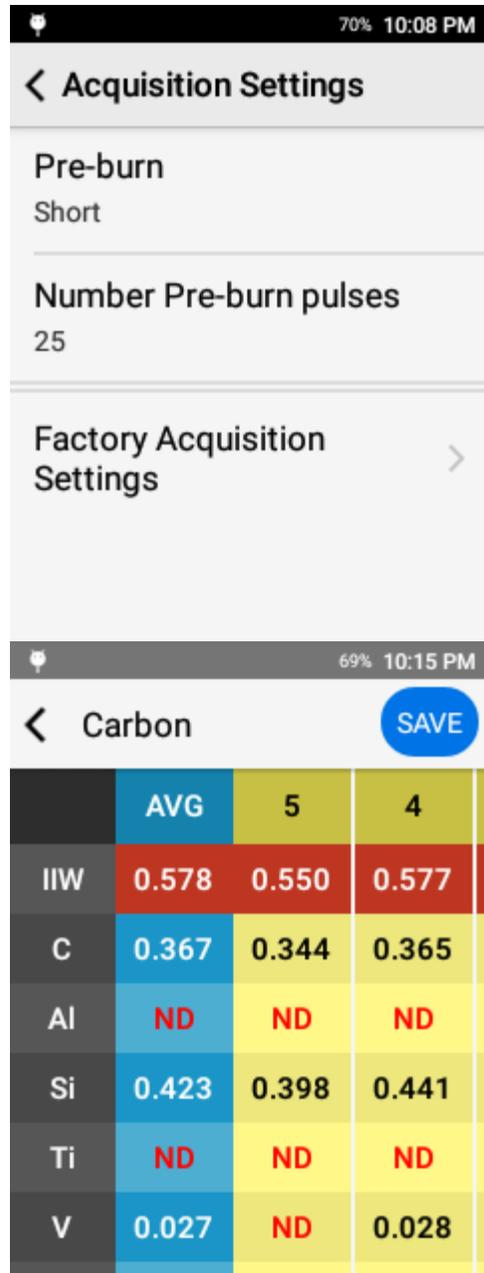 70% 10:08 PM
Acquisition Settings
Pre-burn
Short
Number Pre-burn pulses
25
Factory Acquisition
Settings
69% 10:15 PM
Carbon SAVE
AVG 5 4
IIW 0.578 0.550 0.577
C 0.367 0.344 0.365
Al ND ND ND
Si 0.423 0.398 0.441
Ti ND ND ND
V 0.027 ND 0.028